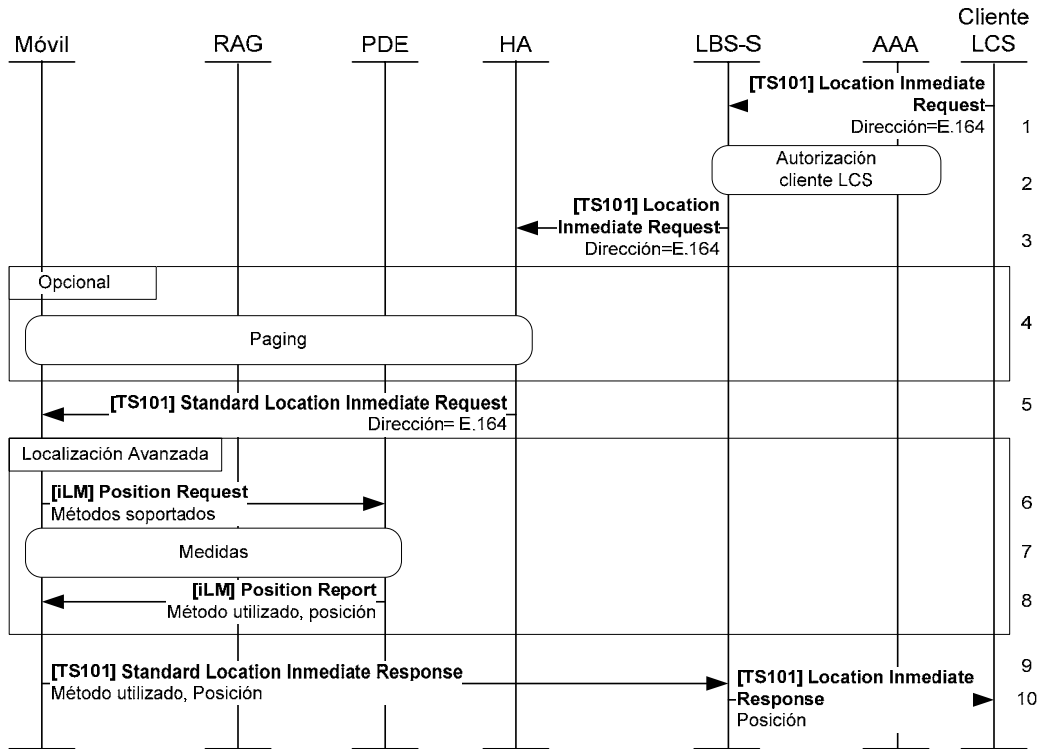 Cliente
Móvil RAG PDE HA LBS-S AAA LCS
[TS101] Location Inmediate
Request
Dirección=E.164
1
Autorización
cliente LCS
2
[TS101] Location
Inmediate Request
Dirección=E.164
3
Opcional
Paging
4
[TS101] Standard Location Inmediate Request
Dirección= E.164
5
Localización Avanzada
[iLM] Position Request
Métodos soportados
6
Medidas
7
[iLM] Position Report
Método utilizado, posición
8
[TS101] Standard Location Inmediate Response
Método utilizado, Posición
9
[TS101] Location Inmediate
Response
Posición
10